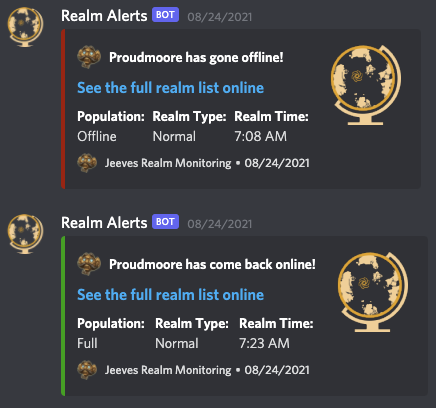 Realm Alerts BOT 08/24/2021
Proudmoore has gone offline!
See the full realm list online
Population: Realm Type: Realm Time:
Offline Normal 7:08 AM
Jeeves Realm Monitoring • 08/24/2021
Realm Alerts BOT 08/24/2021
Proudmoore has come back online!
See the full realm list online
Population: Realm Type: Realm Time:
Full Normal 7:23 AM
Jeeves Realm Monitoring • 08/24/2021